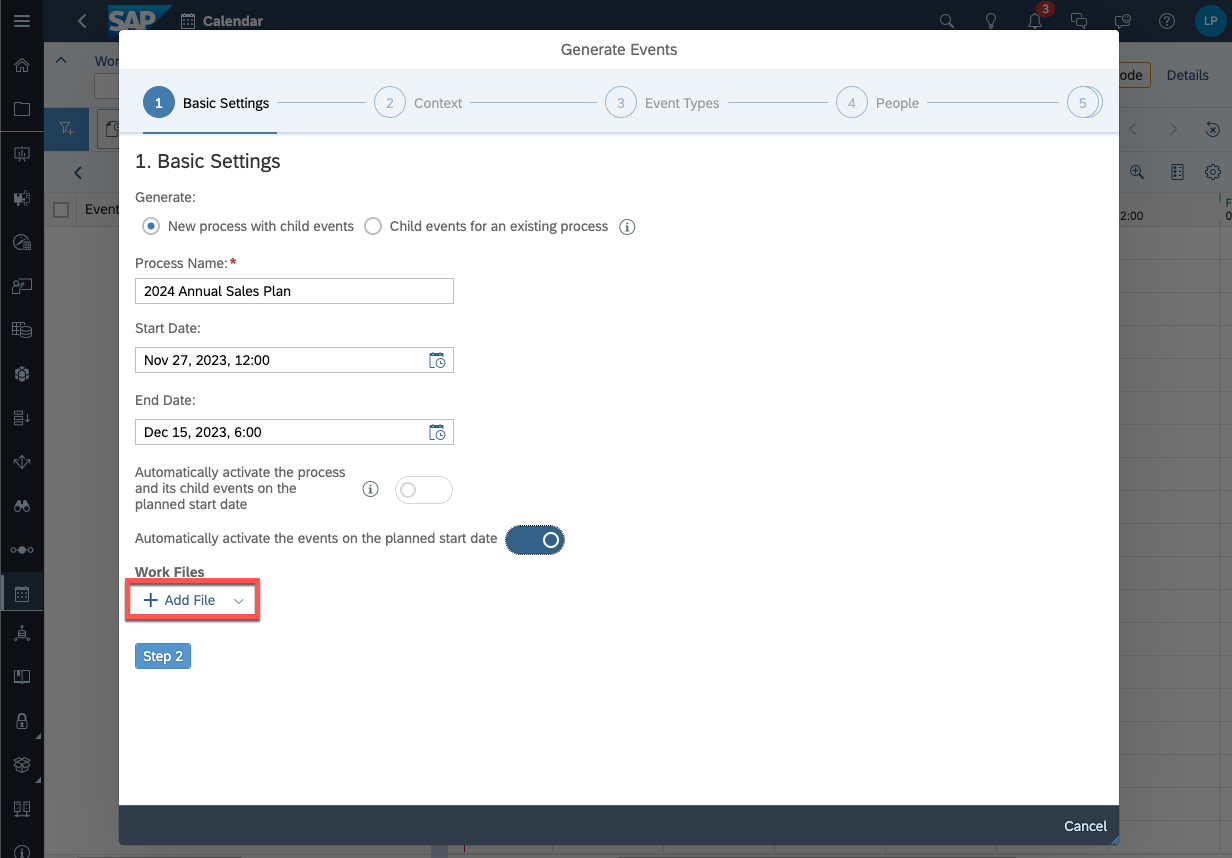 SAP Calendar 3 LP
Wor
ode Details
Generate Events
1 Basic Settings 2 Context 3 Event Types 4 People 5
1. Basic Settings
Generate:
New process with child events Child events for an existing process
Event
2:00
Process Name:*
2024 Annual Sales Plan
Start Date:
Nov 27, 2023, 12:00
End Date:
Dec 15, 2023, 6:00
Automatically activate the process
and its child events on the
planned start date
Automatically activate the events on the planned start date
Work Files
Add File
Step 2
Cancel